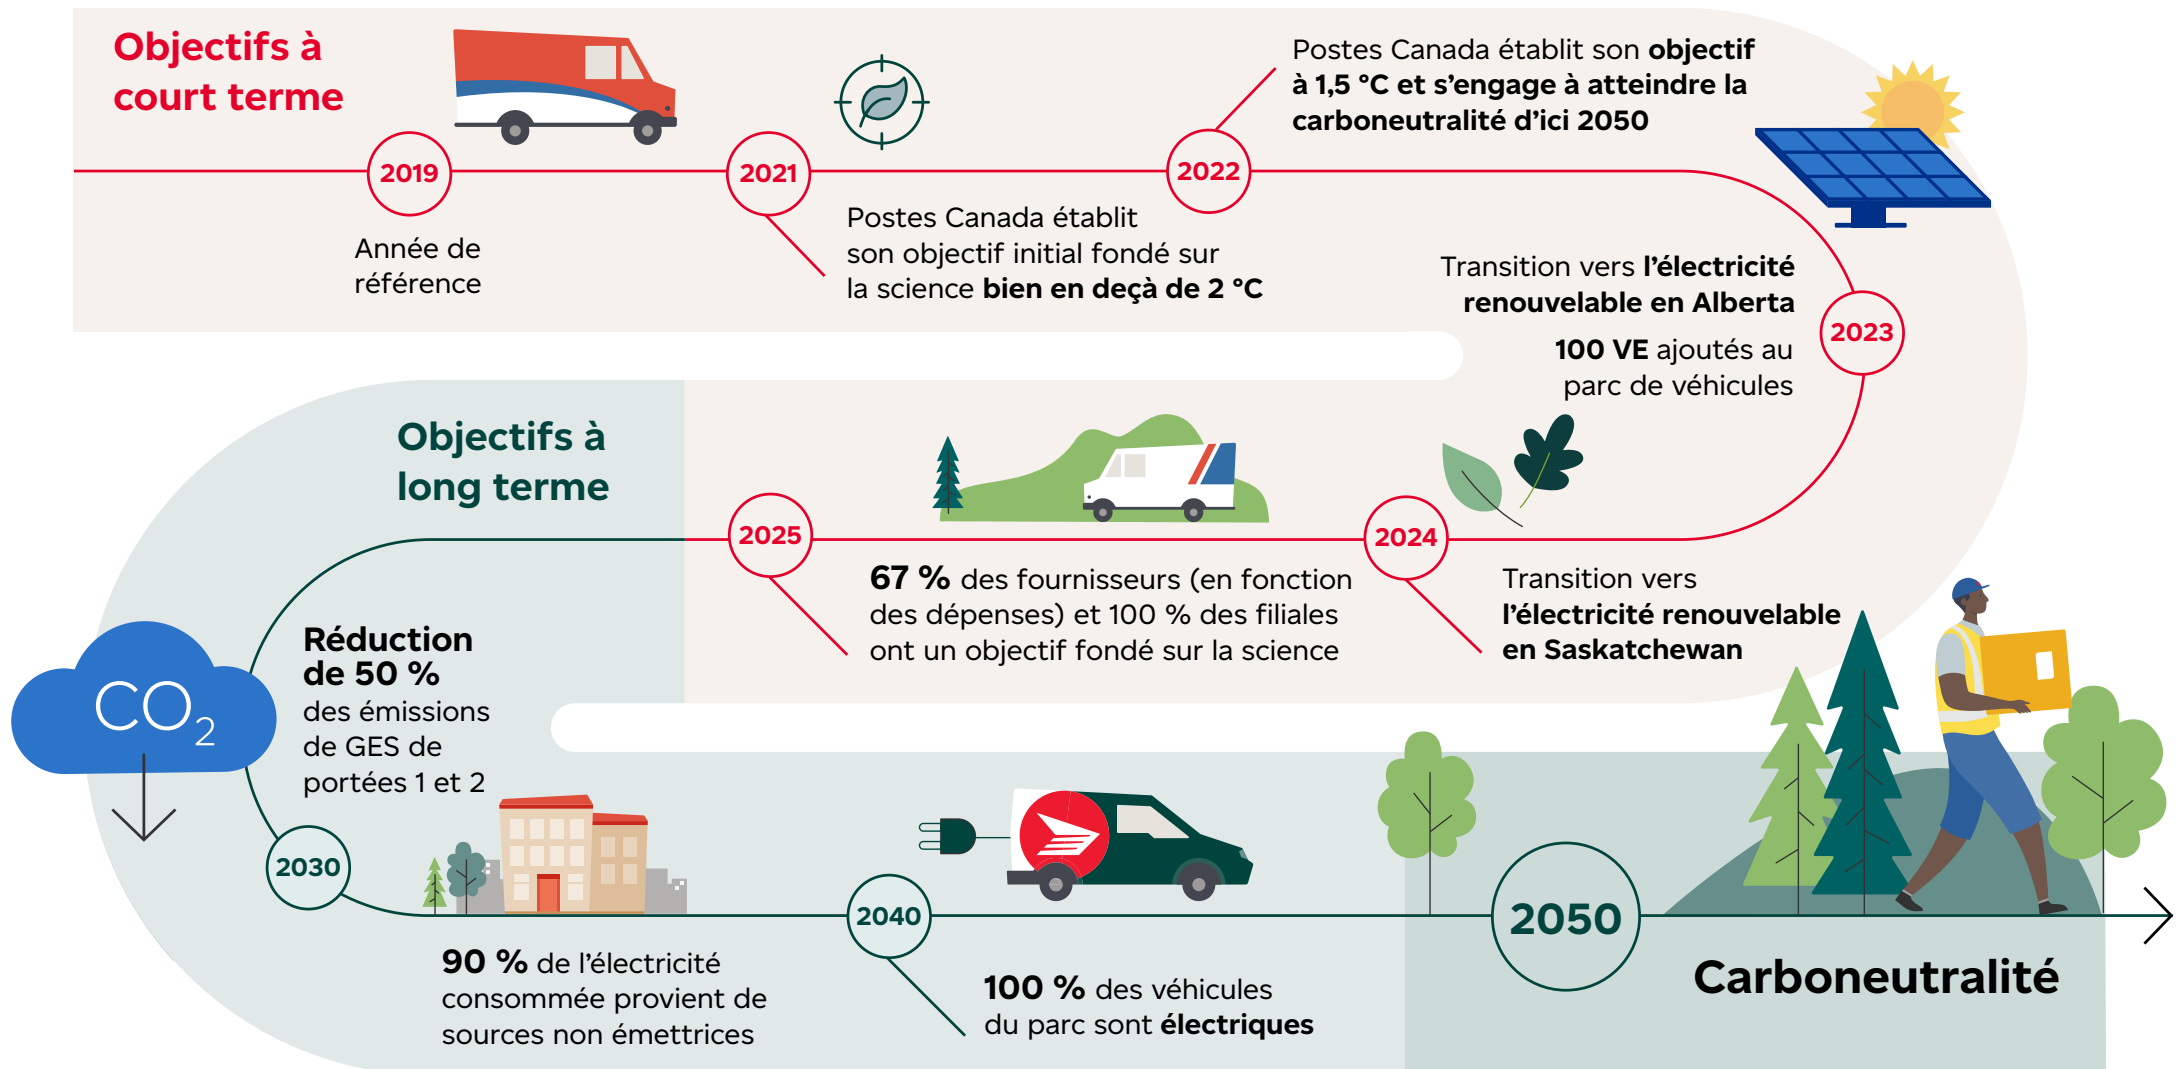 Objectifs à
court terme
2019
Année de
référence
2021
Postes Canada établit
son objectif initial fondé sur
la science bien en deçà de 2 °C
2022
Postes Canada établit son objectif
à 1,5 °C et s’engage à atteindre la
carboneutralité d’ici 2050
2023
Transition vers l’électricité
renouvelable en Alberta
100 VE ajoutés au
parc de véhicules
2024
Transition vers
l’électricité renouvelable
en Saskatchewan
2025
67 % des fournisseurs (en fonction
des dépenses) et 100 % des filiales
ont un objectif fondé sur la science
Objectifs à
long terme
CO2
Réduction
de 50 %
des émissions
de GES de
portées 1 et 2
2030
90 % de l’électricité
consommée provient de
sources non émettrices
2040
100 % des véhicules
du parc sont électriques
2050
Carboneutralité